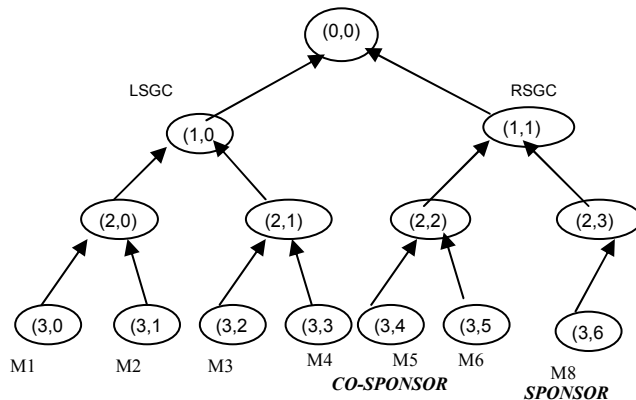 (0,0)
LSGC RSGC
(1,0 (1,1)
(2,0) (2,1) (2,2) (2,3)
(3,0 (3,1 (3,2 (3,3 (3,4 (3,5 (3,6
M1 M2 M3 M4 M5 M6 M8
CO-SPONSOR SPONSOR